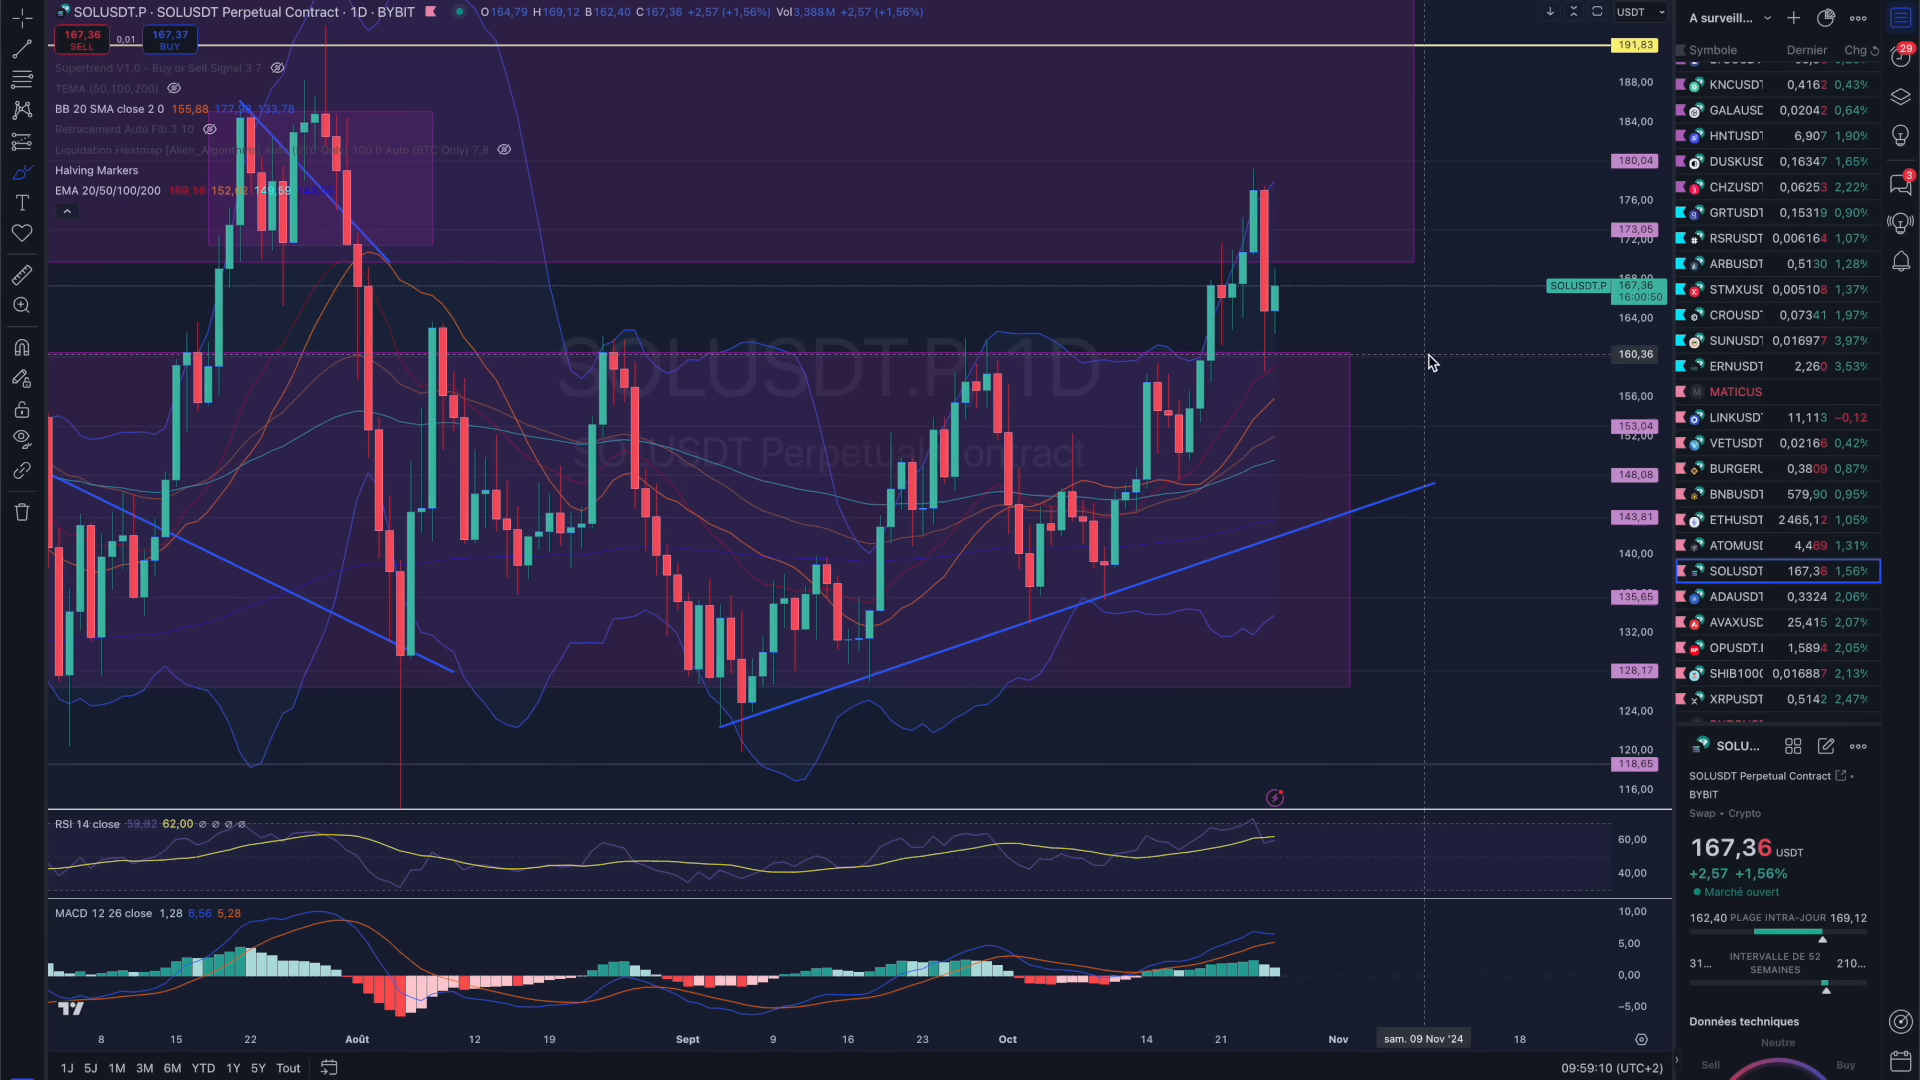 SOLUSDT.P · SOLUSDT Perpetual Contract · 1D · BYBIT
O164,79 H169,12 B162,40 C167,36 +2,57 (+1,56%) Vol3,388M +2,57 (+1,56%)
167,36 SELL
0,01
167,37 BUY
Supertrend V1.0 - Buy or Sell Signal 3 7
TEMA (50,100,200)
BB 20 SMA close 2 0 155,88 133,78
Retracement Auto Fib 3 10
Halving Markers
EMA 20/50/100/200 159,16 149,59
SOLUSDT.P 1D
SOLUSDT Perpetual Contract
USDT
191,83
188,00
184,00
180,04
176,00
173,05
172,00
168,00
SOLUSDT.P 167,36
16:00:50
164,00
160,36
156,00
153,04
152,00
148,08
143,81
140,00
135,65
132,00
128,17
124,00
120,00
118,65
116,00
RSI 14 close 59,82 62,00
60,00
40,00
MACD 12 26 close 1,28 6,56 5,28
10,00
5,00
0,00
−5,00
8 15 22 Août 12 19 Sept 9 16 23 Oct 14 21 Nov sam. 09 Nov '24 18
1J 5J 1M 3M 6M YTD 1Y 5Y Tout
09:59:10 (UTC+2)
A surveill...
29
3
Symbole Dernier Chg
KNCUSDT 0,4162 0,43%
GALAUSD 0,02042 0,64%
HNTUSDT 6,907 1,90%
DUSKUSD 0,16347 1,65%
CHZUSDT 0,06253 2,22%
GRTUSDT 0,15319 0,90%
RSRUSDT 0,006164 1,07%
ARBUSDT 0,5130 1,28%
STMXUSD 0,005108 1,37%
CROUSDT 0,07341 1,97%
SUNUSDT 0,016977 3,97%
ERNUSDT 2,260 3,53%
MATICUS
LINKUSD 11,113 −0,12
VETUSDT 0,02166 0,42%
BURGERU 0,3809 0,87%
BNBUSDT 579,90 0,95%
ETHUSDT 2465,12 1,05%
ATOMUSD 4,469 1,31%
SOLUSDT 167,36 1,56%
ADAUSDT 0,3324 2,06%
AVAXUSD 25,415 2,07%
OPUSDT.I 1,5894 2,05%
SHIB1000 0,016887 2,13%
XRPUSDT 0,5142 2,47%
SOLU...
SOLUSDT Perpetual Contract
BYBIT
Swap • Crypto
167,36 USDT
+2,57 +1,56%
Marché ouvert
162,40 PLAGE INTRA-JOUR 169,12
31... INTERVALLE DE 52 SEMAINES 210...
Données techniques
Neutre
Sell Buy